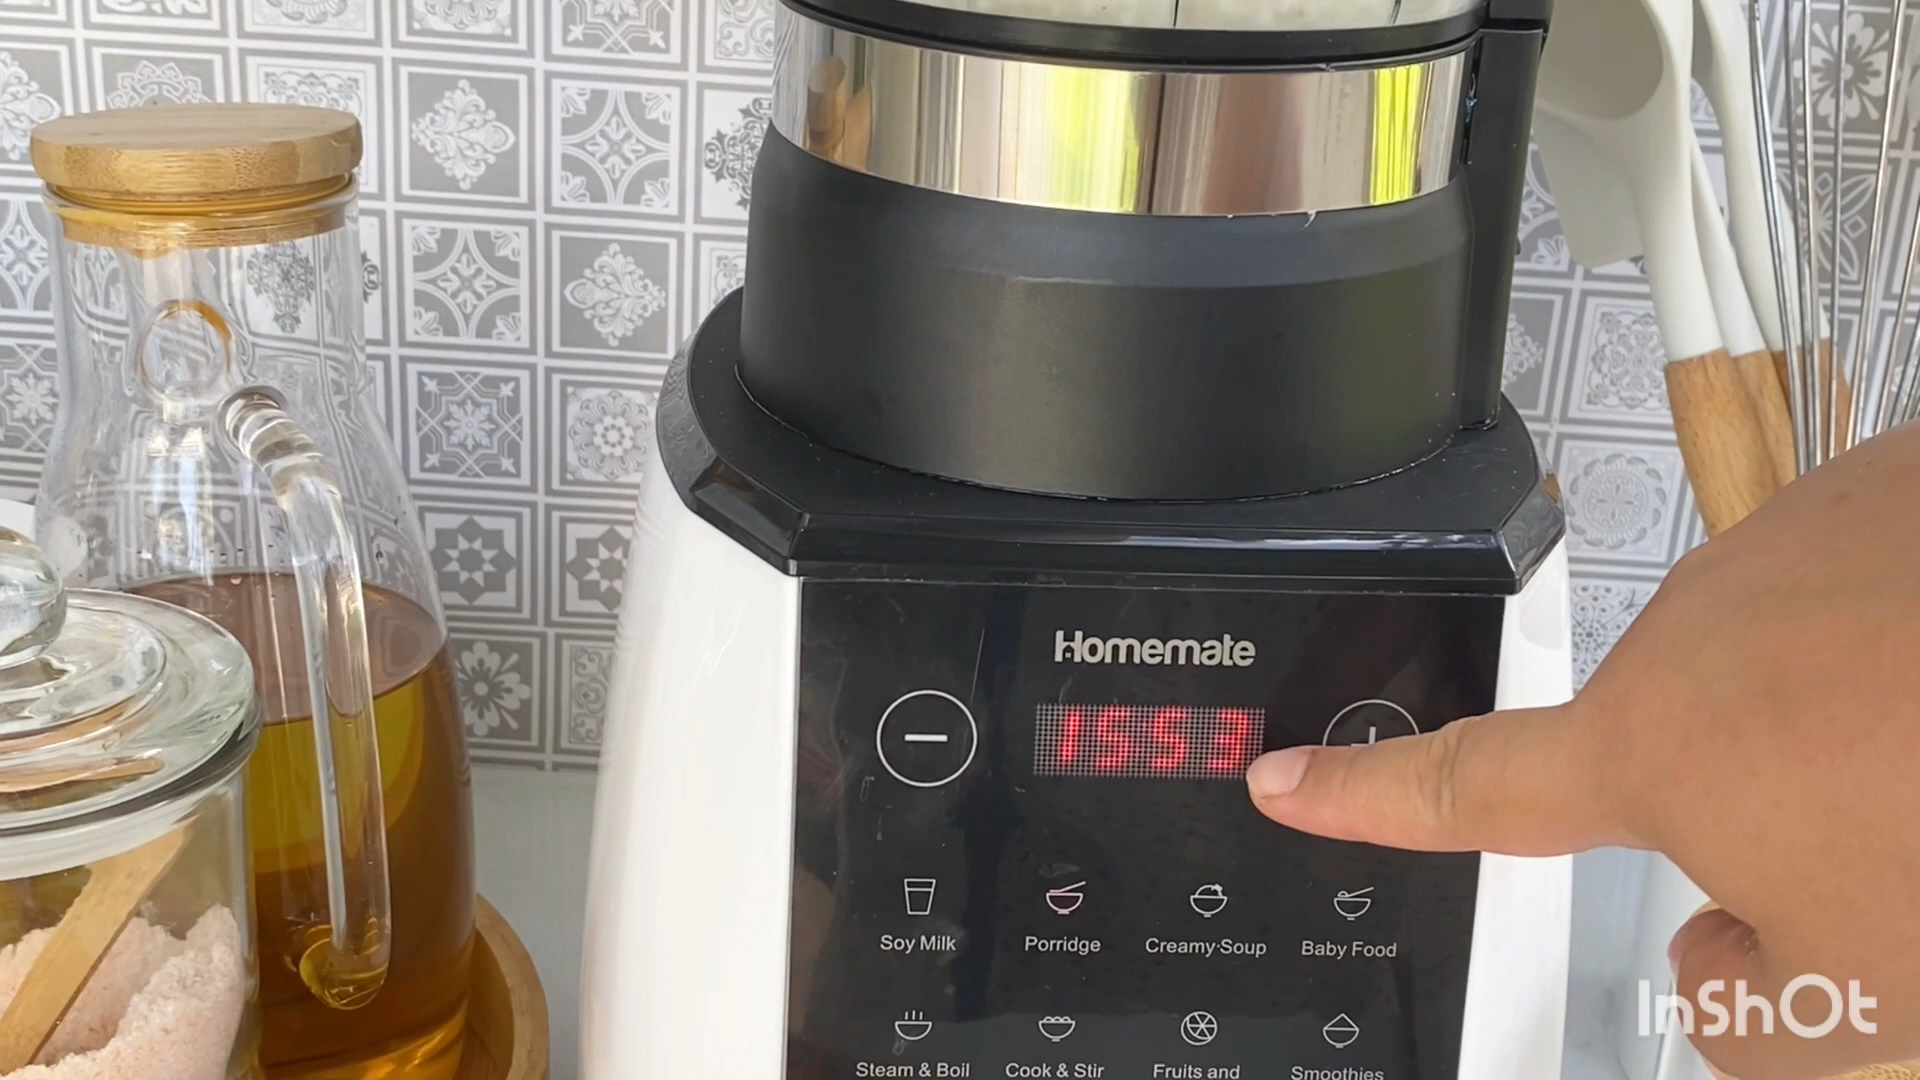 Homemate
1553
Soy Milk
Porridge
Creamy Soup
Baby Food
Steam & Boil
Cook & Stir
Fruits and
Smoothies
InShOt